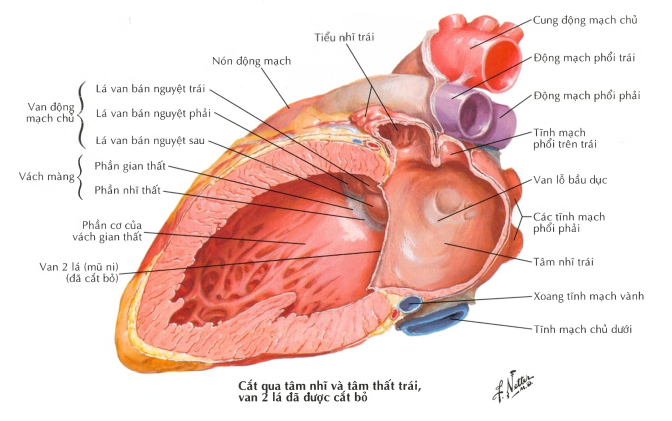 Cung động mạch chủ
Tiểu nhĩ trái
Nón động mạch
Động mạch phổi trái
Lá van bán nguyệt trái
Van động
mạch chủ
Lá van bán nguyệt phải
Động mạch phổi phải
Lá van bán nguyệt sau
Tĩnh mạch
phổi trên trái
Vách màng
Phần gian thất
Phần nhĩ thất
Van lỗ bầu dục
Phần cơ của
vách gian thất
Các tĩnh mạch
phổi phải
Tâm nhĩ trái
Van 2 lá (mũ ni)
(đã cắt bỏ)
Xoang tĩnh mạch vành
Tĩnh mạch chủ dưới
Cắt qua tâm nhĩ và tâm thất trái,
van 2 lá đã được cắt bỏ
F. Netter
M.D.